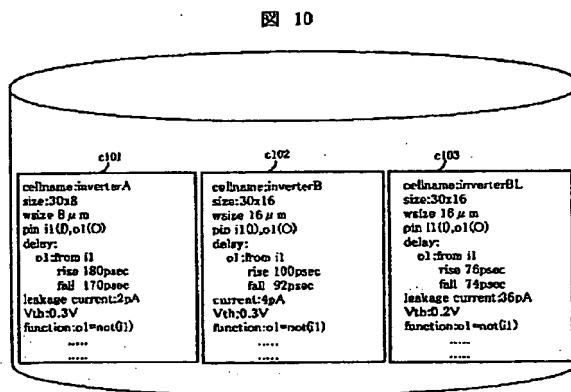 図 10
c101
cellname:inverterA
size:30x8
wsize 8μm
pin i1(I),o1(O)
delay:
o1:from i1
rise 180psec
fall 170psec
leakage current:2pA
Vth:0.3V
function:o1=not(i1)
.....
.....
c102
cellname:inverterB
size:30x16
wsize 16μm
pin i1(I),o1(O)
delay:
o1:from i1
rise 100psec
fall 92psec
current:4pA
Vth:0.3V
function:o1=not(i1)
.....
.....
c103
cellname:inverterBL
size:30x16
wsize 16μm
pin i1(I),o1(O)
delay:
o1:from i1
rise 76psec
fall 74psec
leakage current:36pA
Vth:0.2V
function:o1=not(i1)
.....
.....